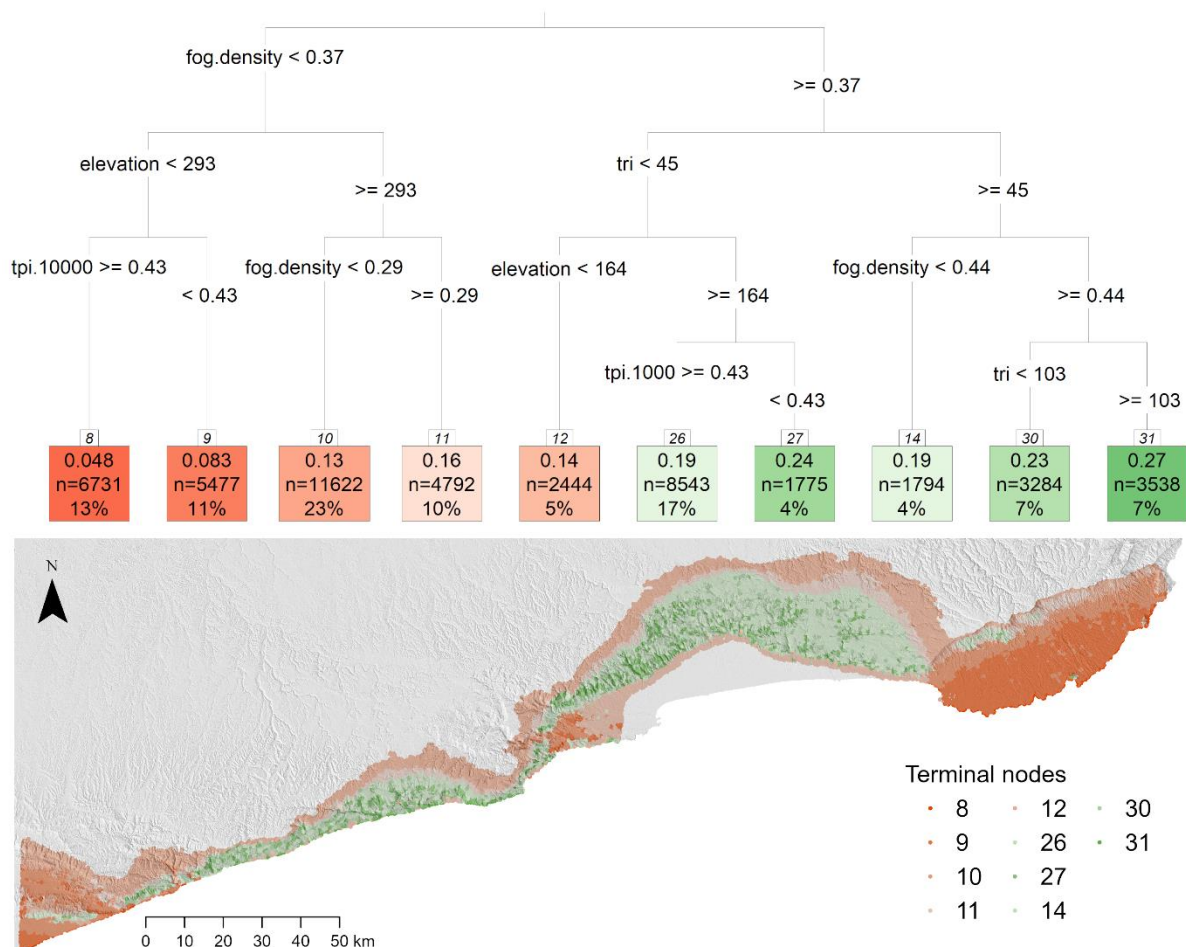 fog.density < 0.37
>= 0.37
elevation < 293
>= 293
tri < 45
>= 45
tpi.10000 >= 0.43
< 0.43
fog.density < 0.29
>= 0.29
elevation < 164
>= 164
fog.density < 0.44
>= 0.44
tpi.1000 >= 0.43
< 0.43
tri < 103
>= 103
8
0.048
n=6731
13%
9
0.083
n=5477
11%
10
0.13
n=11622
23%
11
0.16
n=4792
10%
12
0.14
n=2444
5%
26
0.19
n=8543
17%
27
0.24
n=1775
4%
14
0.19
n=1794
4%
30
0.23
n=3284
7%
31
0.27
n=3538
7%
N
0 10 20 30 40 50 km
Terminal nodes
8 12 30
9 26 31
10 27
11 14